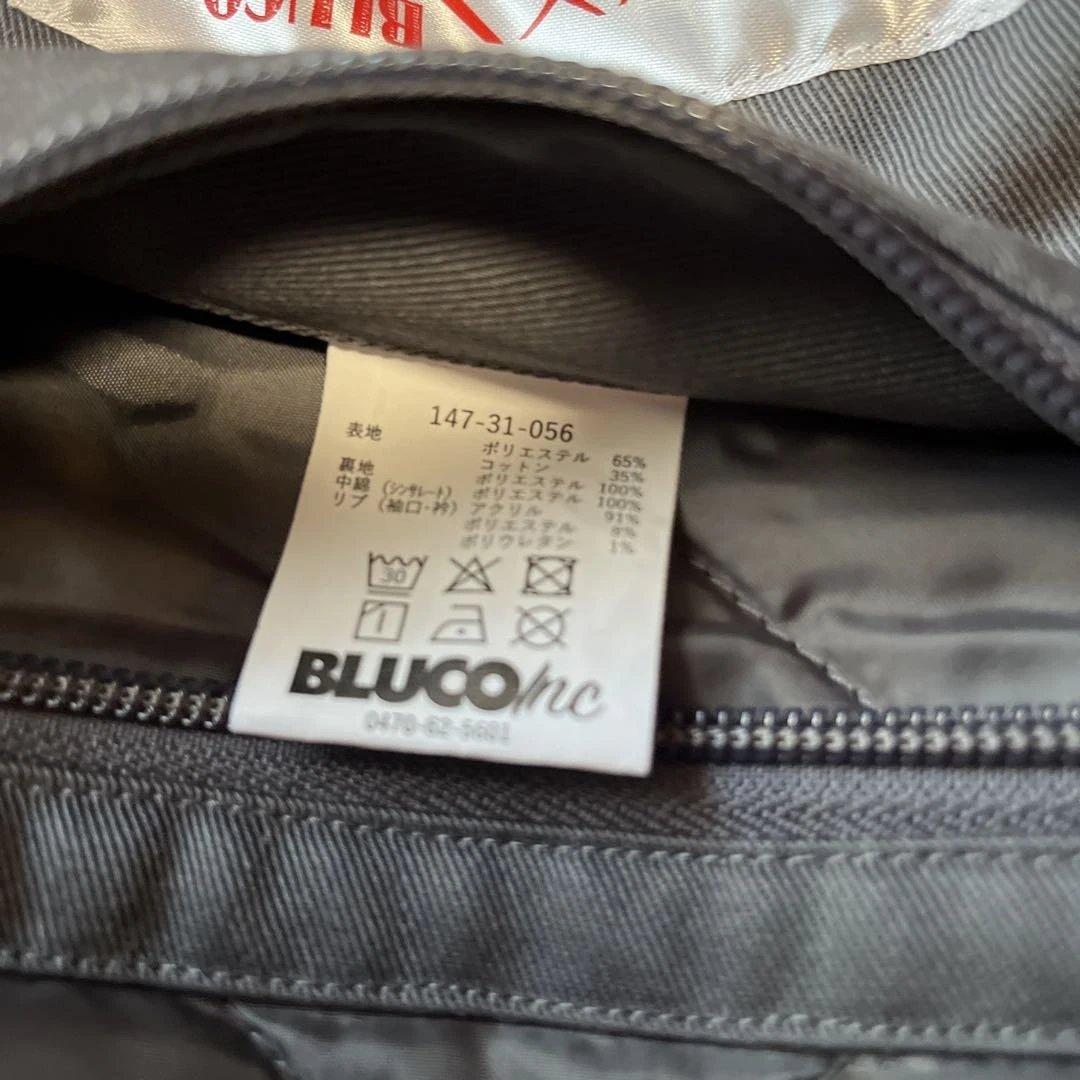 BLUCO
147-31-056
表地 ポリエステル 65%
コットン 35%
裏地 ポリエステル 100%
中綿 (シンサレート) ポリエステル 100%
リブ (袖口・衿) アクリル 91%
ポリエステル 8%
ポリウレタン 1%
30
BLUCO Inc
0470-62-5601